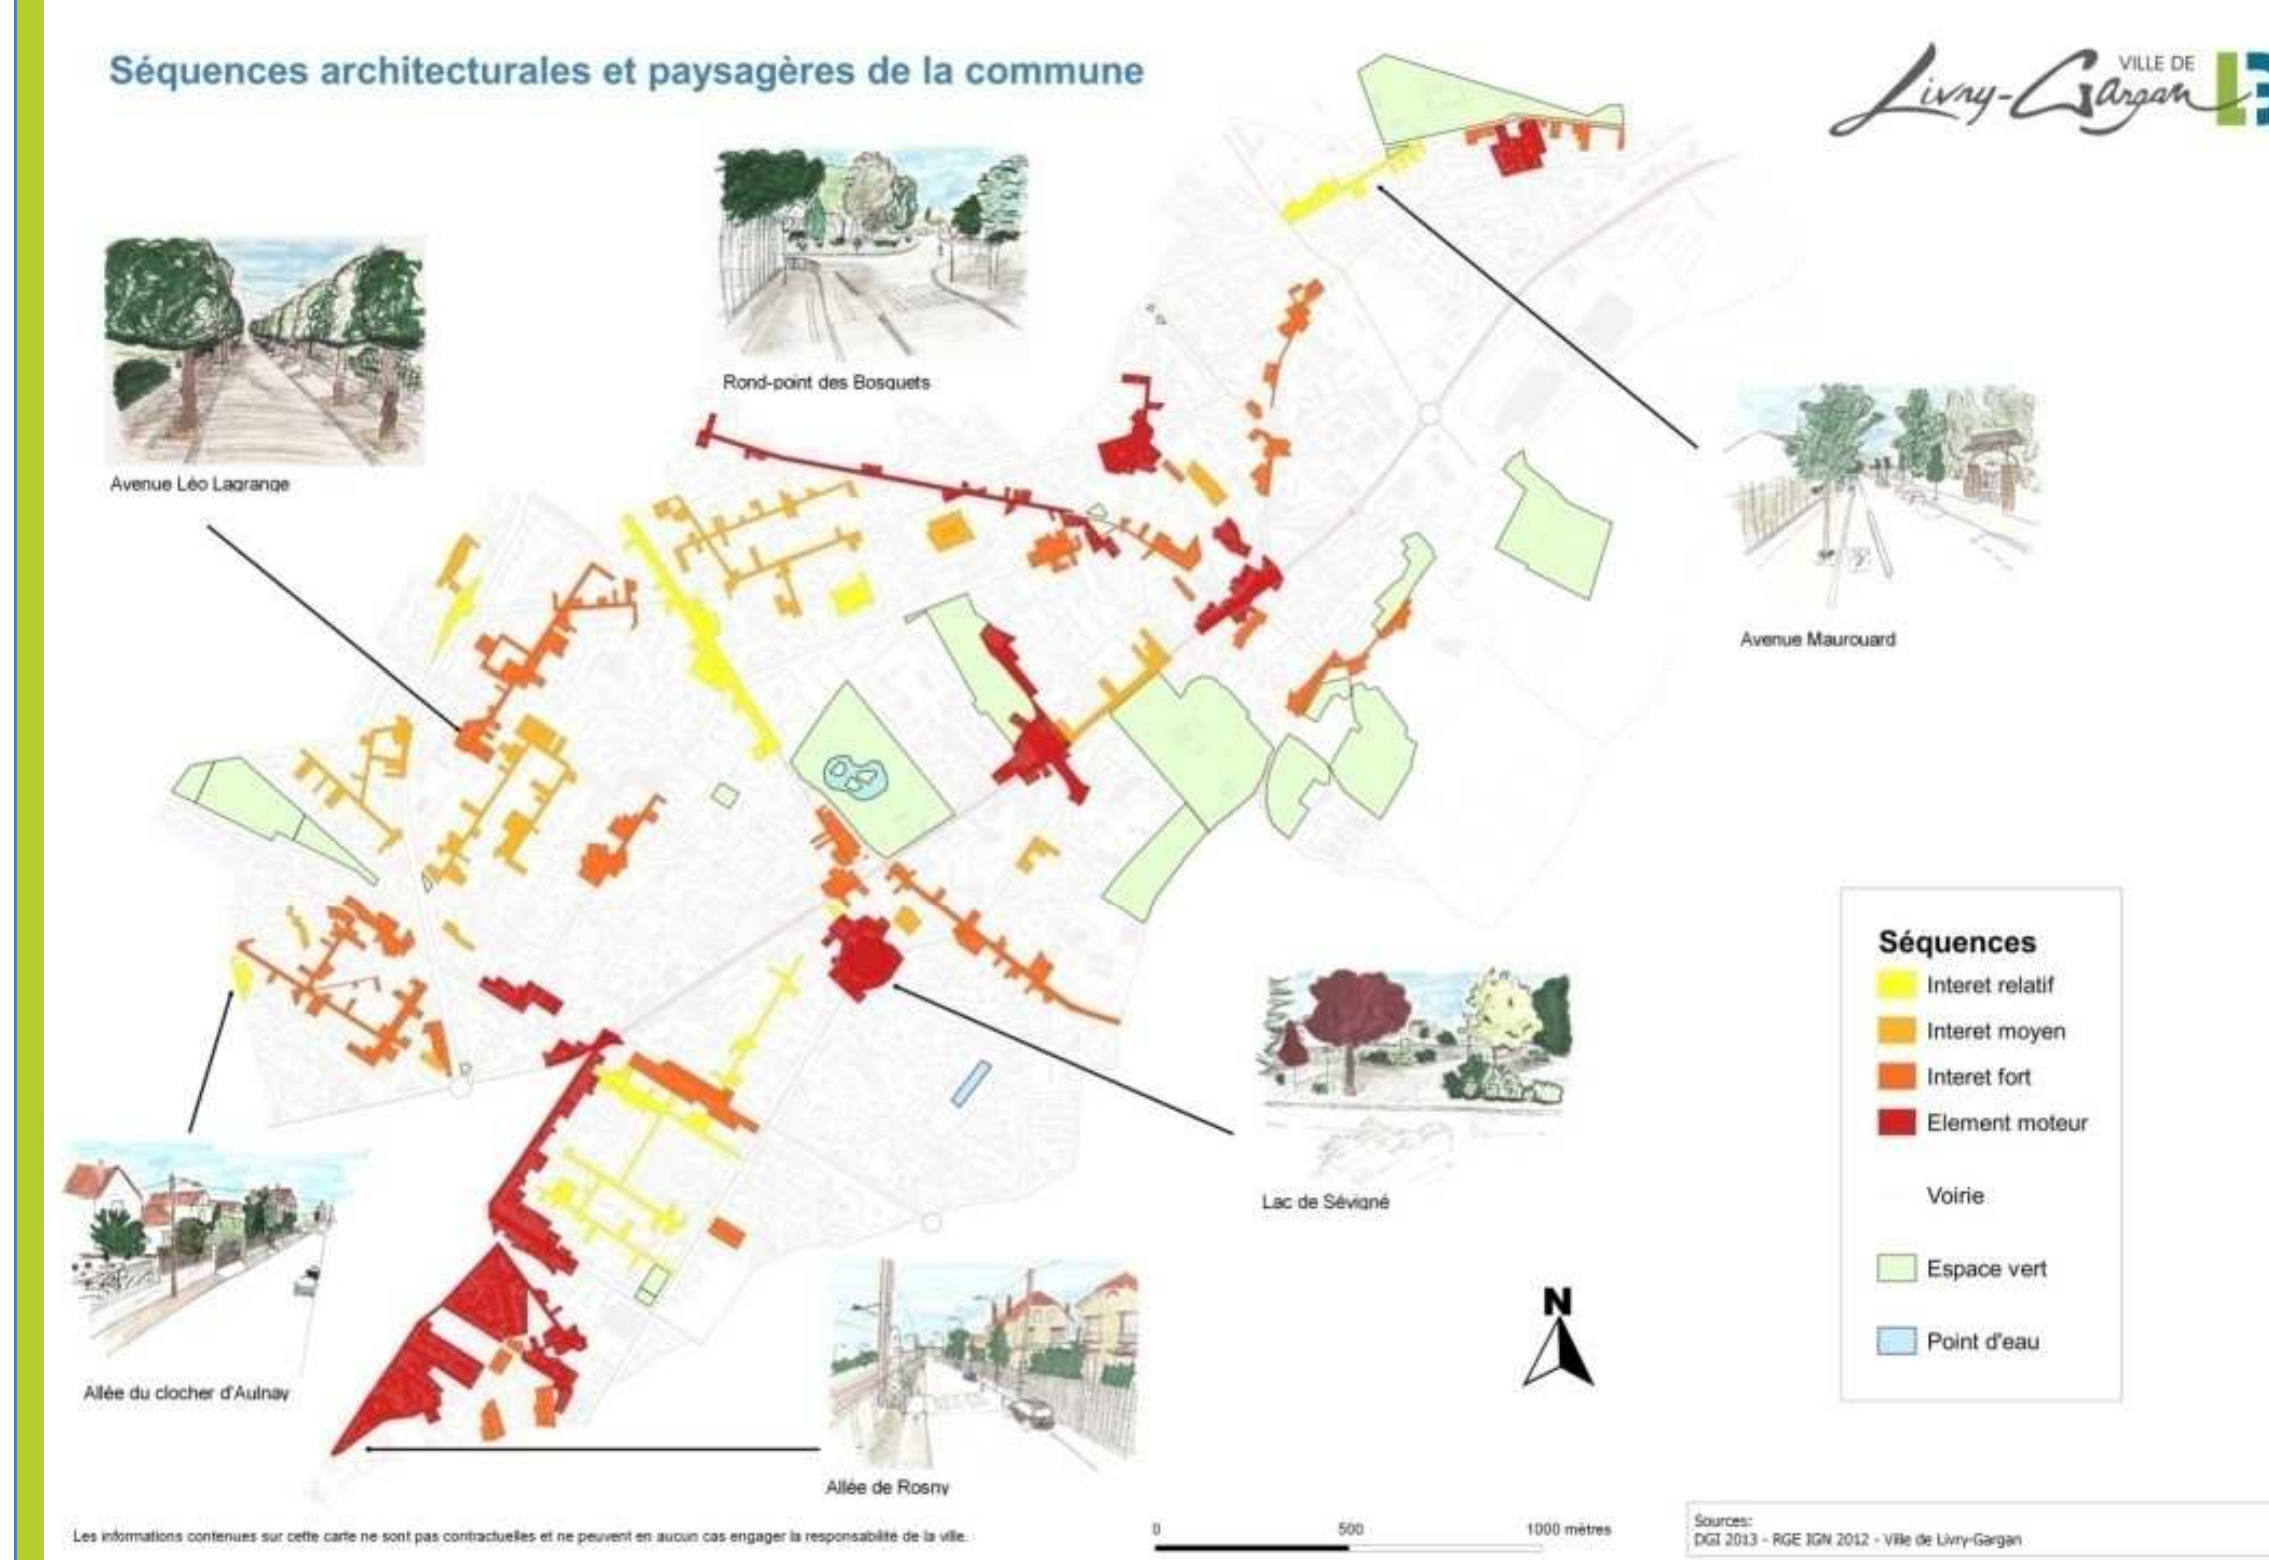 Séquences architecturales et paysagères de la commune
VILLE DE
Livry-Gargan
Rond-point des Bosquets
Avenue Léo Lagrange
Avenue Maurouard
Séquences
Interet relatif
Interet moyen
Interet fort
Element moteur
Voirie
Espace vert
Point d'eau
Lac de Sévigné
N
Allée du clocher d'Aulnay
Allée de Rosny
Les informations contenues sur cette carte ne sont pas contractuelles et ne peuvent en aucun cas engager la responsabilité de la ville.
0 500 1000 mètres
Sources:
DGI 2013 - RGE IGN 2012 - Ville de Livry-Gargan